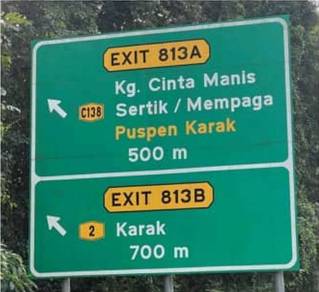 EXIT 813A
Kg. Cinta Manis
C138 Sertik / Mempaga
Puspen Karak
500 m
EXIT 813B
2 Karak
700 m